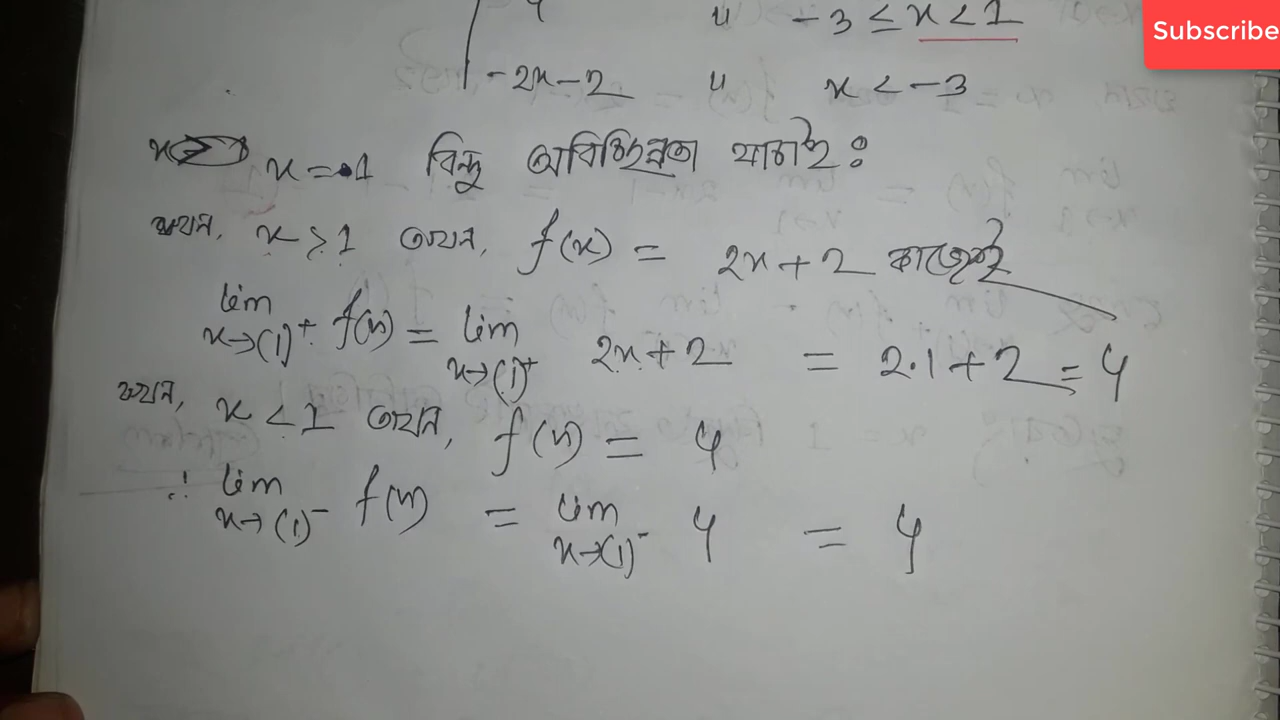 Subscribe
4 " -3 ≤ x < 1
-2x-2 " x < -3
x = 1 বিন্দু অবিচ্ছিন্নতা যাচাই:
যখন, x > 1 তখন, f(x) = 2x+2 কাজেই
lim x→(1)+ f(x) = lim x→(1)+ 2x+2 = 2.1+2 = 4
যখন, x < 1 তখন, f(x) = 4
∴ lim x→(1)- f(x) = lim x→(1)- 4 = 4